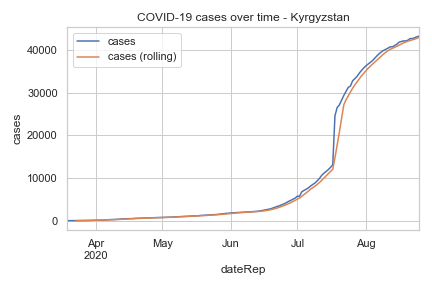 COVID-19 cases over time - Kyrgyzstan
cases
cases (rolling)
40000
30000
20000
10000
0
cases
Apr
2020
May
Jun
Jul
Aug
dateRep